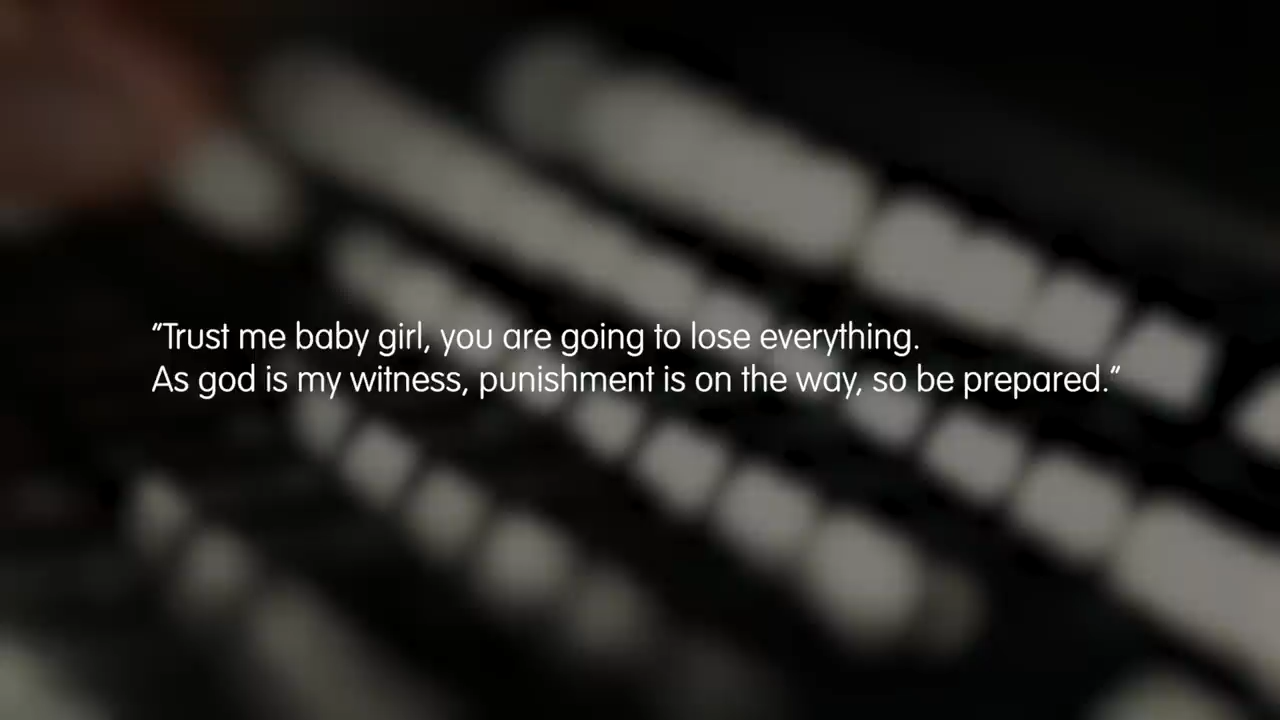 “Trust me baby girl, you are going to lose everything.
As god is my witness, punishment is on the way, so be prepared.“